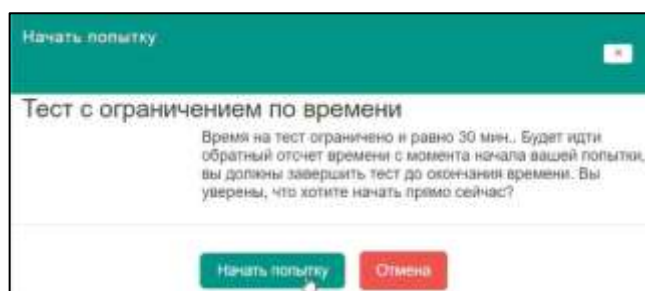 Начать попытку
×
Тест с ограничением по времени
Время на тест ограничено и равно 30 мин.. Будет идти
обратный отсчет времени с момента начала вашей попытки,
вы должны завершить тест до окончания времени. Вы
уверены, что хотите начать прямо сейчас?
Начать попытку Отмена